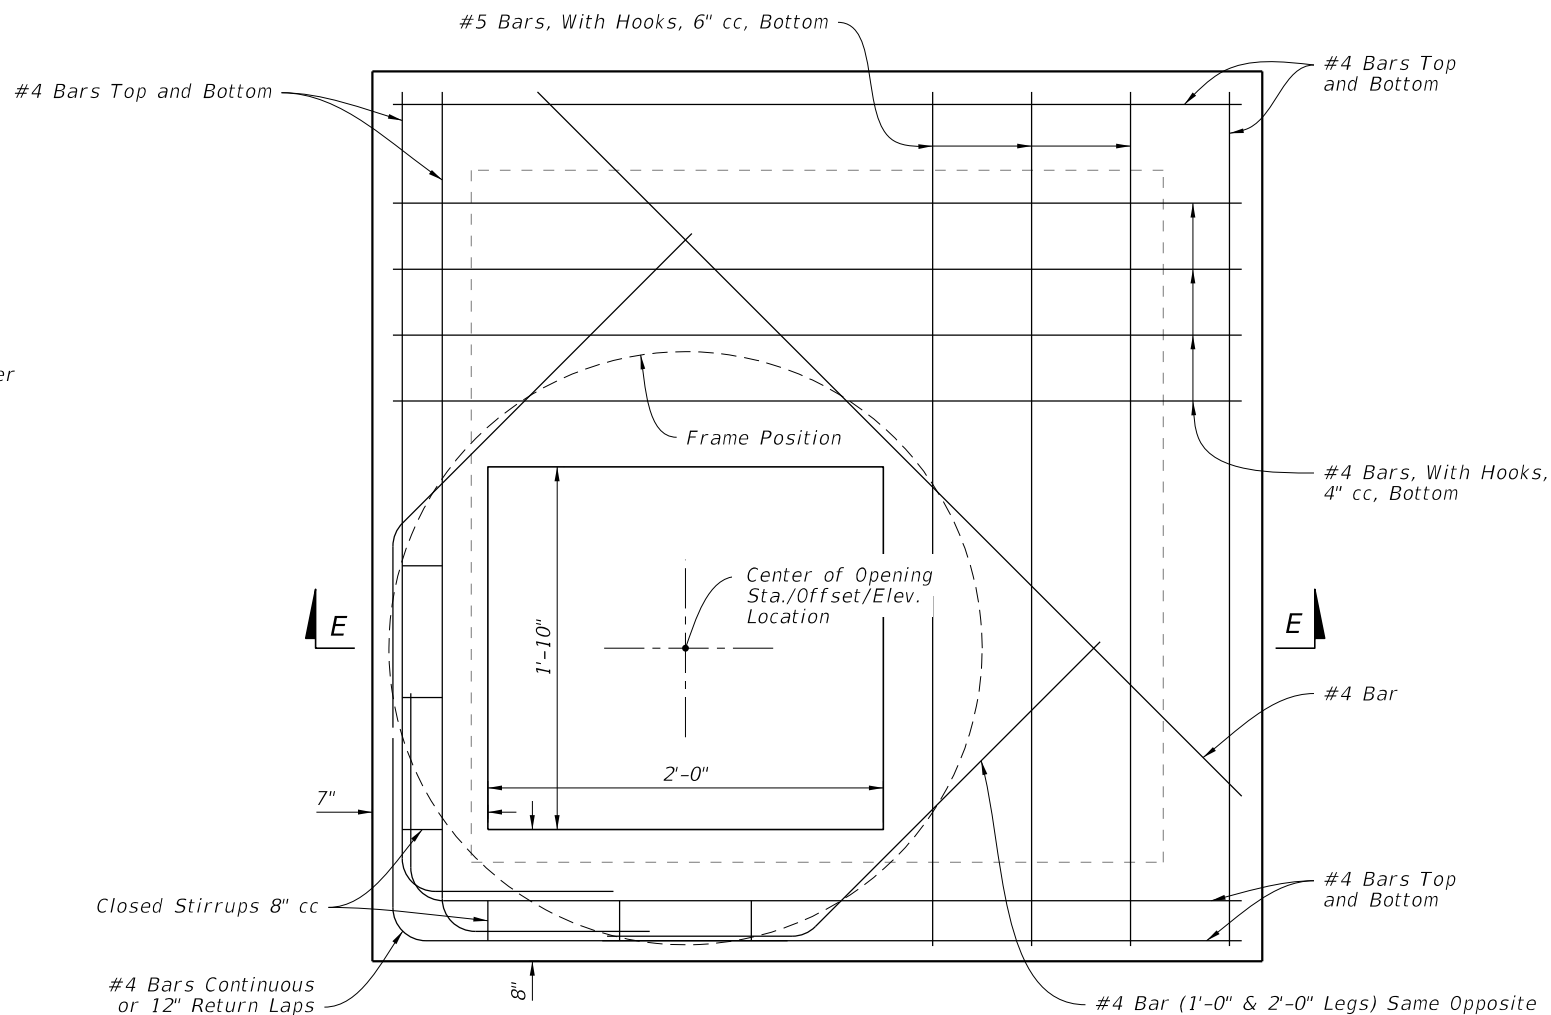 #5 Bars, With Hooks, 6" cc, Bottom
#4 Bars Top
and Bottom
#4 Bars Top and Bottom
er
Frame Position
#4 Bars, With Hooks,
4" cc, Bottom
Center of Opening
Sta./Offset/Elev.
Location
1'-10"
E
E
#4 Bar
2'-0"
7"
Closed Stirrups 8" cc
#4 Bars Top
and Bottom
#4 Bars Continuous
or 12" Return Laps
8"
#4 Bar (1'-0" & 2'-0" Legs) Same Opposite